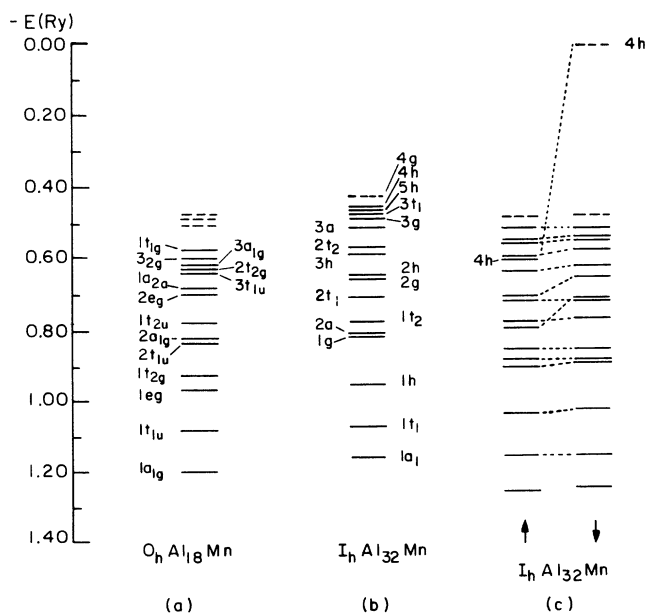 - E(Ry)
0.00
0.20
0.40
0.60
0.80
1.00
1.20
1.40
1t1g
32g
1a2a
2eg
1t2u
2a1g
2t1u
1t2g
1eg
1t1u
1a1g
3a1g
2t2g
3t1u
Oh Al18 Mn
(a)
4g
4h
5h
3t1
3g
3a
2t2
3h
2t1
2a
1g
2h
2g
1t2
1h
1t1
1a1
Ih Al32 Mn
(b)
4h
4h
Ih Al32 Mn
(c)